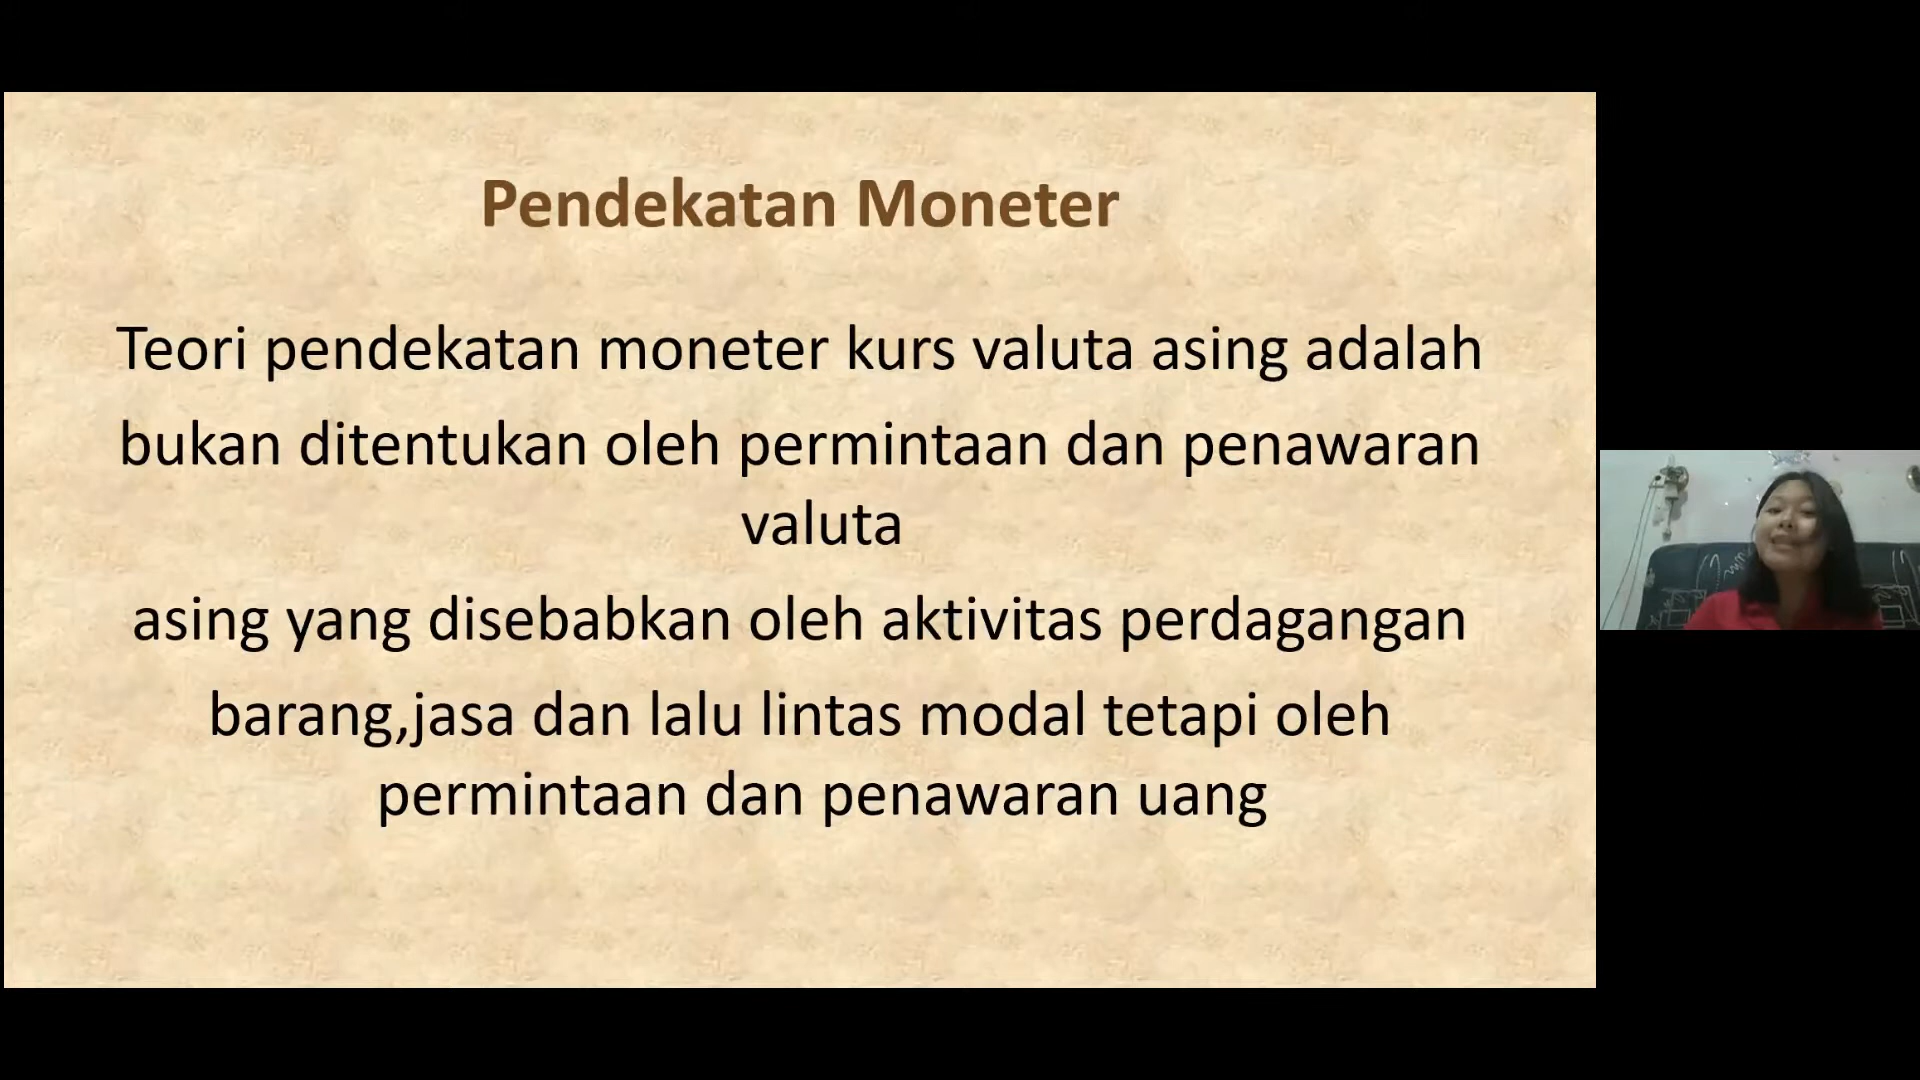 Pendekatan Moneter
Teori pendekatan moneter kurs valuta asing adalah
bukan ditentukan oleh permintaan dan penawaran
valuta
asing yang disebabkan oleh aktivitas perdagangan
barang,jasa dan lalu lintas modal tetapi oleh
permintaan dan penawaran uang